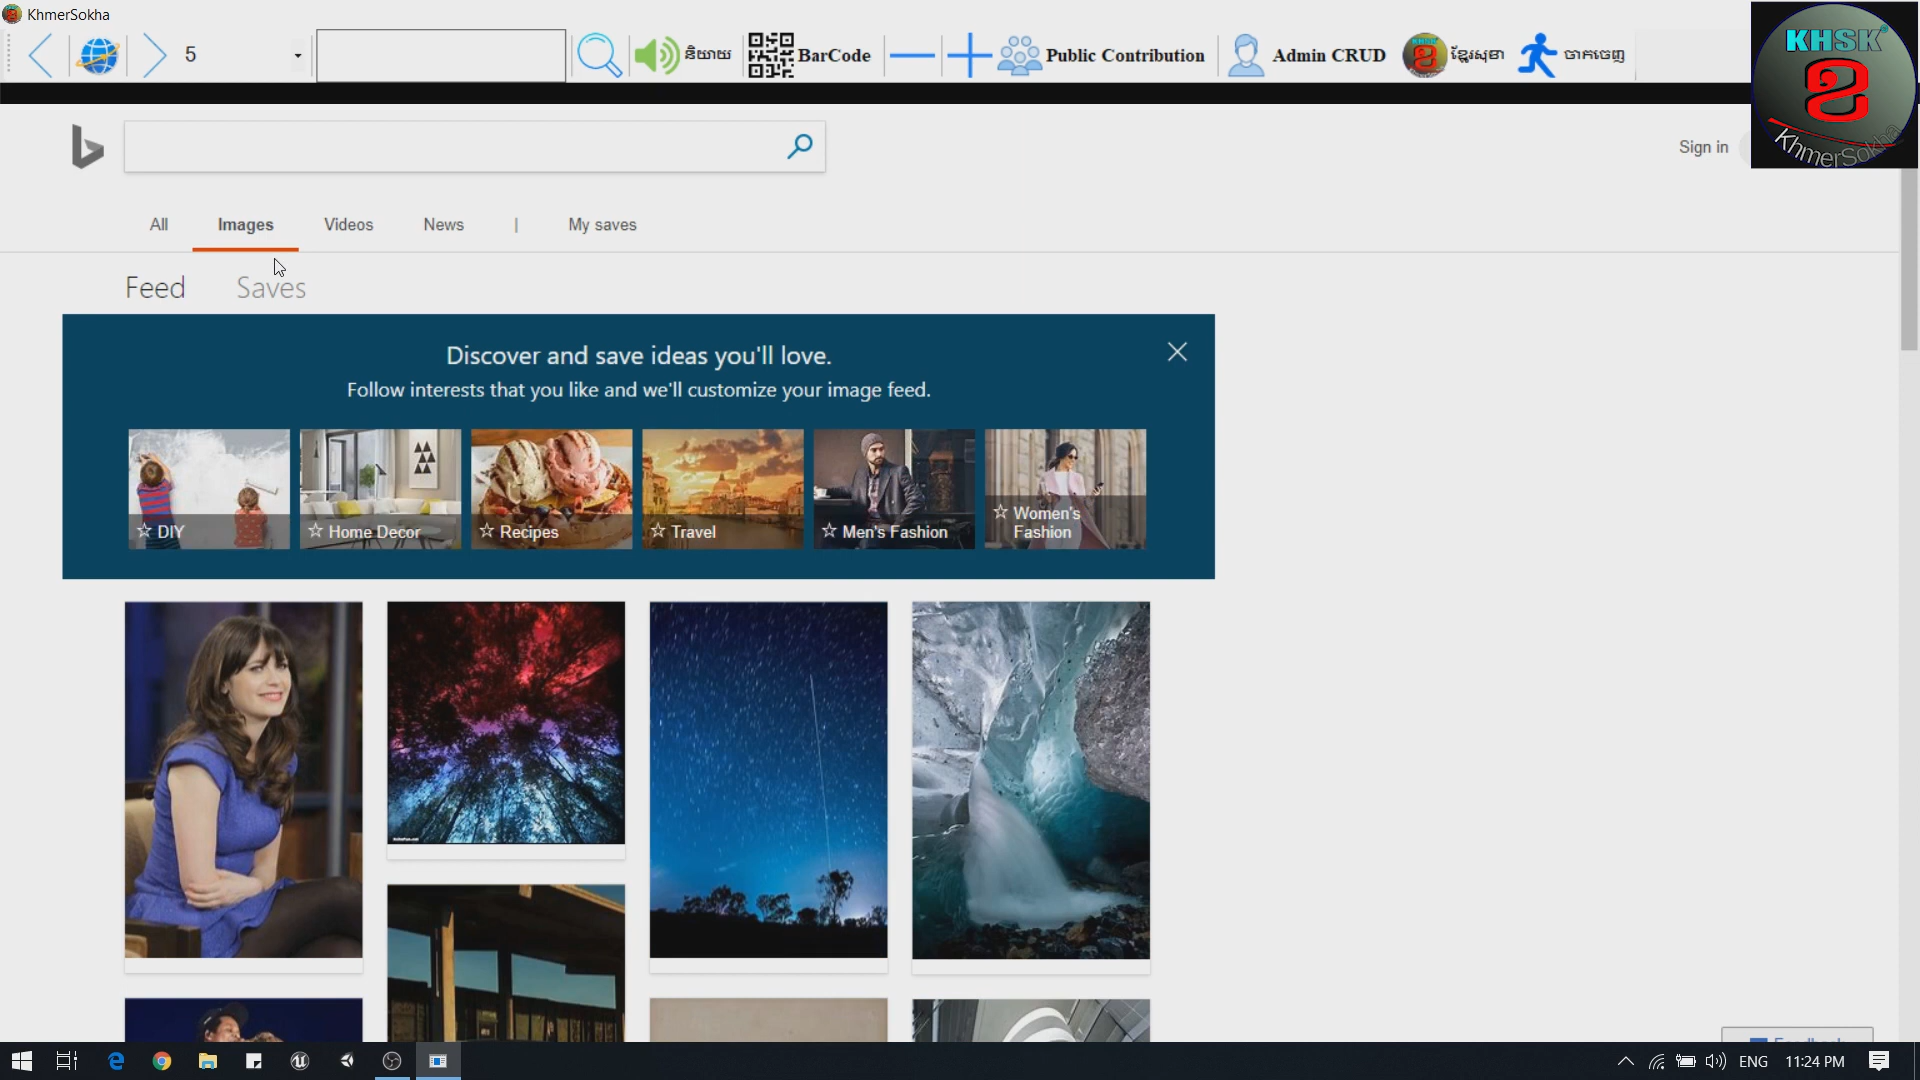 KhmerSokha
5
និយាយ
BarCode
Public Contribution
Admin CRUD
ខ្មែរសុខា
ចាកចេញ
KHSK
ខ
KhmerSokha
Sign in
All
Images
Videos
News
|
My saves
Feed
Saves
Discover and save ideas you'll love.
Follow interests that you like and we'll customize your image feed.
DIY
Home Decor
Recipes
Travel
Men's Fashion
Women's
Fashion
Feedback
ENG
11:24 PM